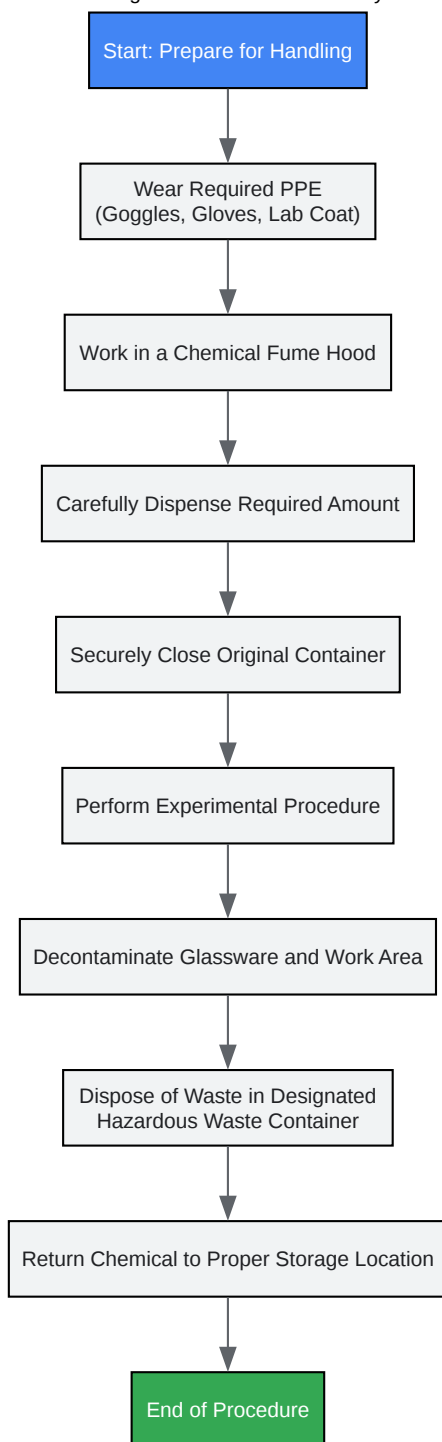 Start: Prepare for Handling
Wear Required PPE
(Goggles, Gloves, Lab Coat)
Work in a Chemical Fume Hood
Carefully Dispense Required Amount
Securely Close Original Container
Perform Experimental Procedure
Decontaminate Glassware and Work Area
Dispose of Waste in Designated
Hazardous Waste Container
Return Chemical to Proper Storage Location
End of Procedure